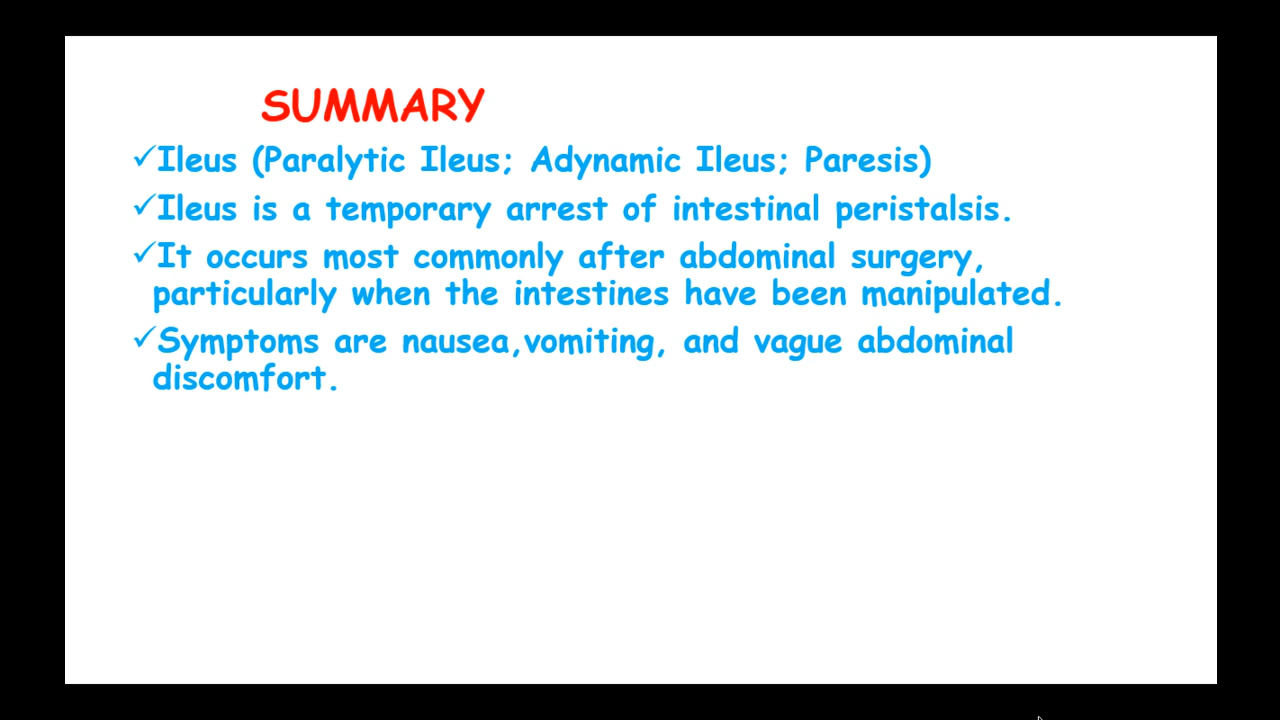 SUMMARY
✓Ileus (Paralytic Ileus; Adynamic Ileus; Paresis)
✓Ileus is a temporary arrest of intestinal peristalsis.
✓It occurs most commonly after abdominal surgery,
particularly when the intestines have been manipulated.
✓Symptoms are nausea,vomiting, and vague abdominal
discomfort.